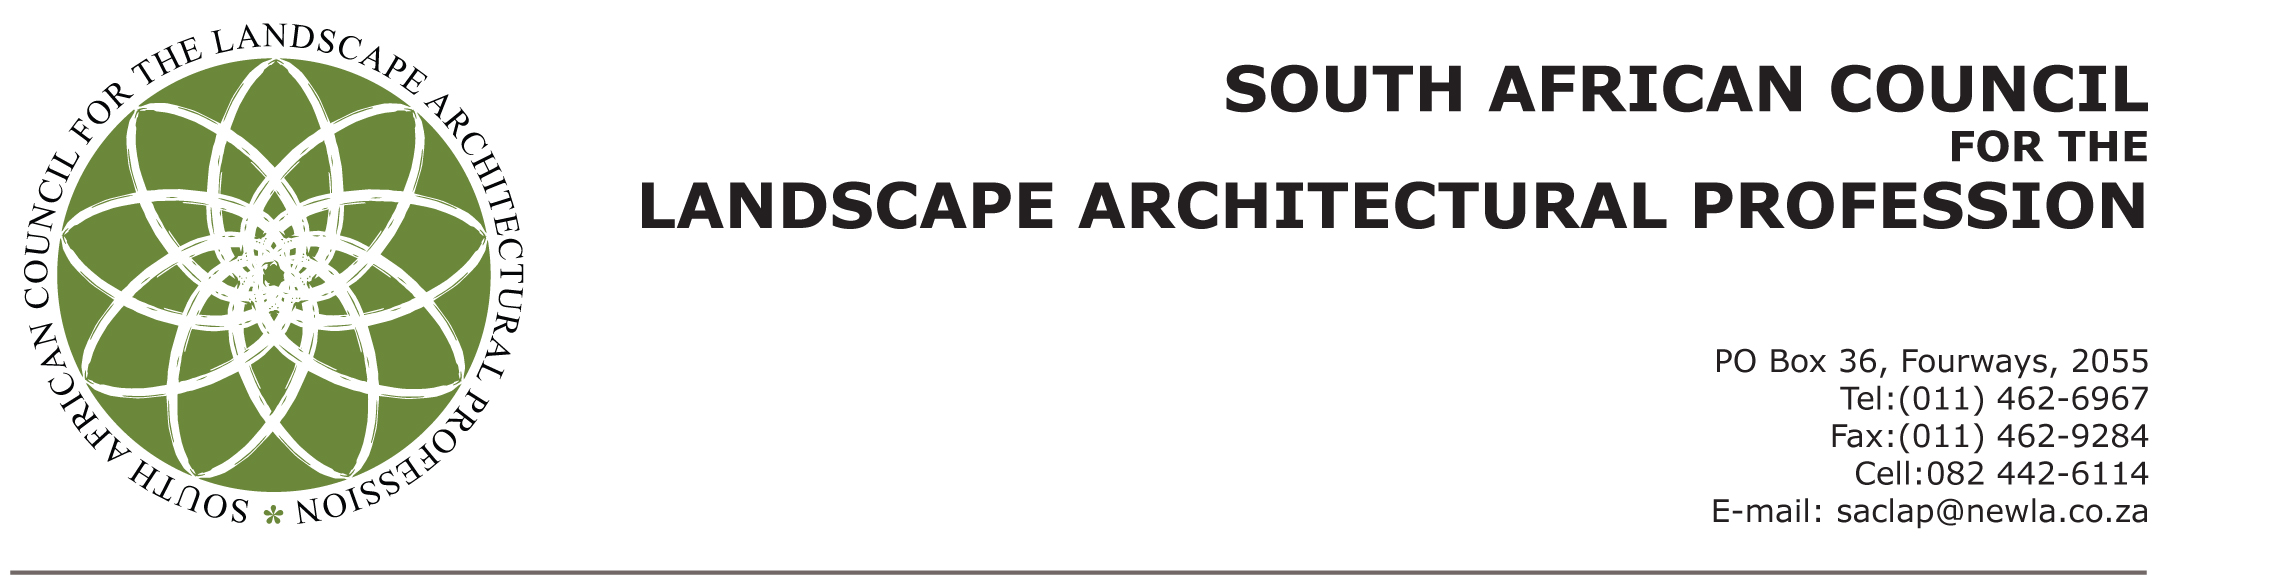 SOUTH AFRICAN COUNCIL FOR THE LANDSCAPE ARCHITECTURAL PROFESSION
SOUTH AFRICAN COUNCIL
FOR THE
LANDSCAPE ARCHITECTURAL PROFESSION
PO Box 36, Fourways, 2055
Tel:(011) 462-6967
Fax:(011) 462-9284
Cell:082 442-6114
E-mail: saclap@newla.co.za